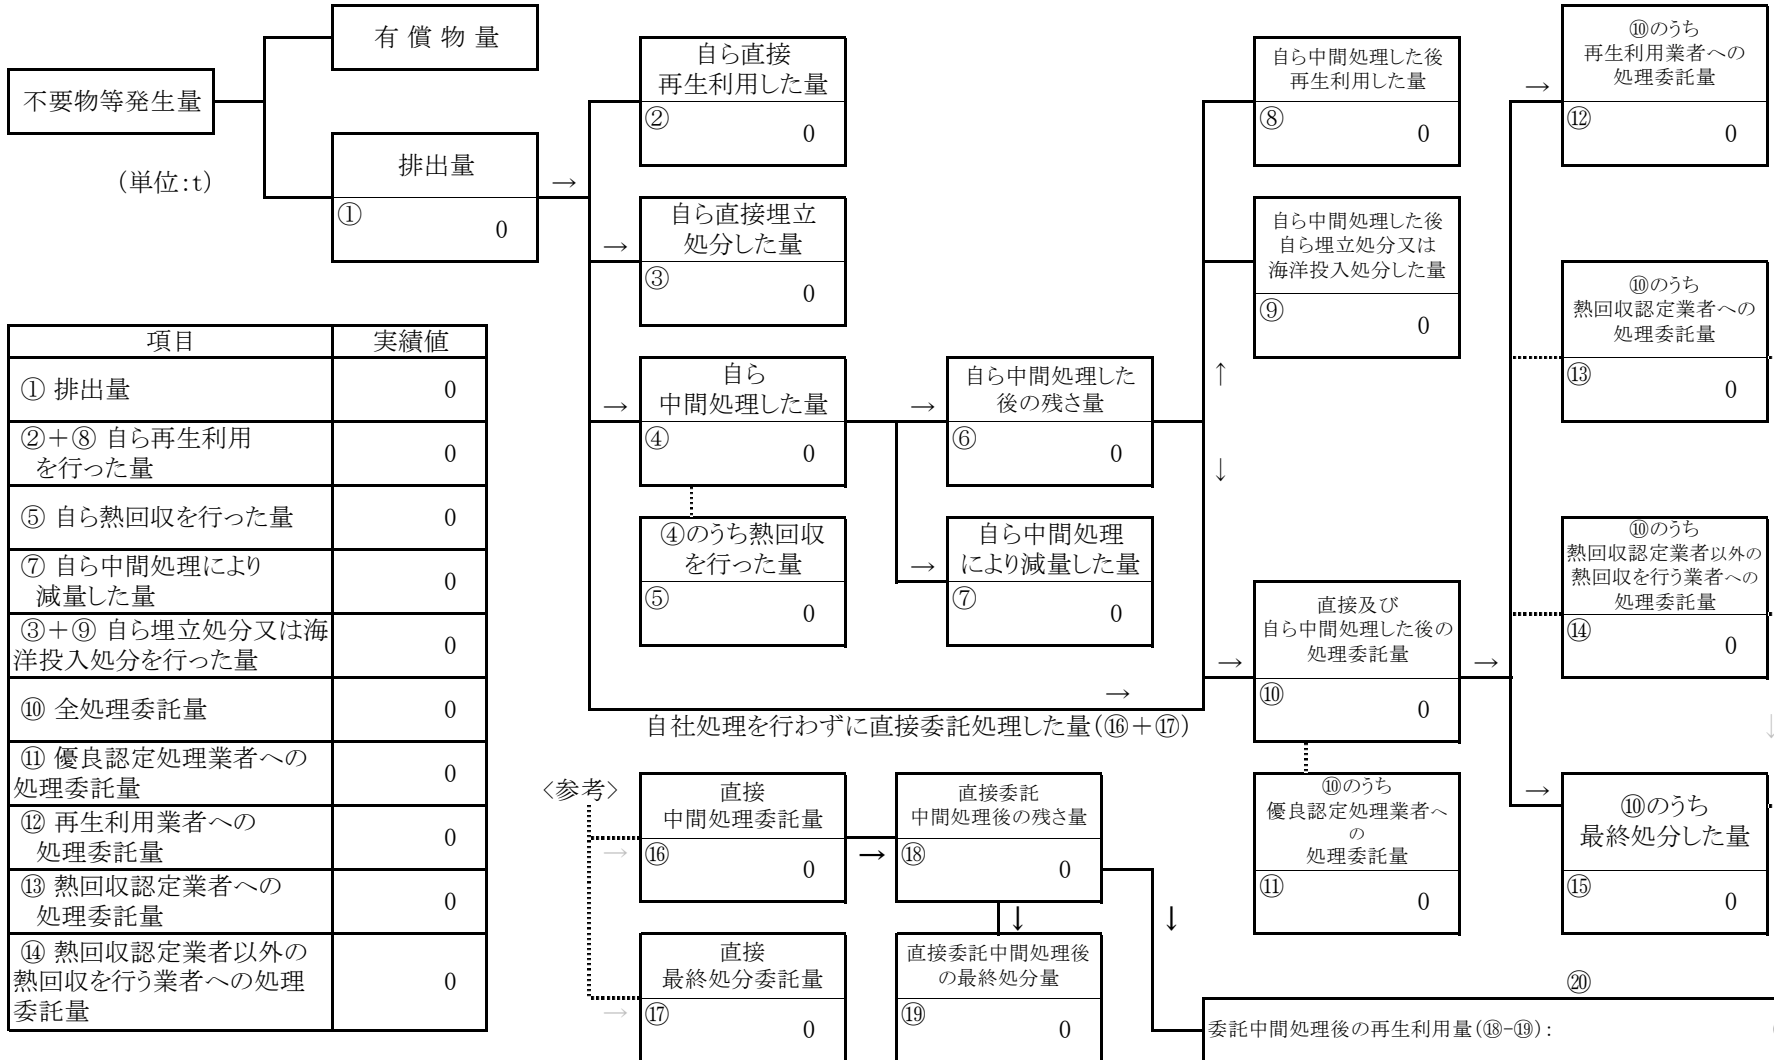 有 償 物 量
不要物等発生量
(単位:t)
排出量
①
0
→
自ら直接
再生利用した量
②
0
→
自ら直接埋立
処分した量
③
0
→
自ら
中間処理した量
④
0
④のうち熱回収
を行った量
⑤
0
→
自ら中間処理した
後の残さ量
⑥
0
→
自ら中間処理
により減量した量
⑦
0
自ら中間処理した後
再生利用した量
⑧
0
自ら中間処理した後
自ら埋立処分又は
海洋投入処分した量
⑨
0
↑
↓
→
直接及び
自ら中間処理した後の
処理委託量
⑩
0
⑩のうち
優良認定処理業者へ
の
処理委託量
⑪
0
→
→
⑩のうち
再生利用業者への
処理委託量
⑫
0
⑩のうち
熱回収認定業者への
処理委託量
⑬
0
⑩のうち
熱回収認定業者以外の
熱回収を行う業者への
処理委託量
⑭
0
↓
→
⑩のうち
最終処分した量
⑮
0
→
自社処理を行わずに直接委託処理した量(⑯+⑰)
項目 実績値
① 排出量 0
②+⑧ 自ら再生利用
を行った量 0
⑤ 自ら熱回収を行った量 0
⑦ 自ら中間処理により
減量した量 0
③+⑨ 自ら埋立処分又は海
洋投入処分を行った量 0
⑩ 全処理委託量 0
⑪ 優良認定処理業者への
処理委託量 0
⑫ 再生利用業者への
処理委託量 0
⑬ 熱回収認定業者への
処理委託量 0
⑭ 熱回収認定業者以外の
熱回収を行う業者への処理
委託量 0
<参考>
→
直接
中間処理委託量
⑯
0
→
直接委託
中間処理後の残さ量
⑱
0
↓
↓
→
直接
最終処分委託量
⑰
0
直接委託中間処理後
の最終処分量
⑲
0
⑳
委託中間処理後の再生利用量(⑱-⑲):